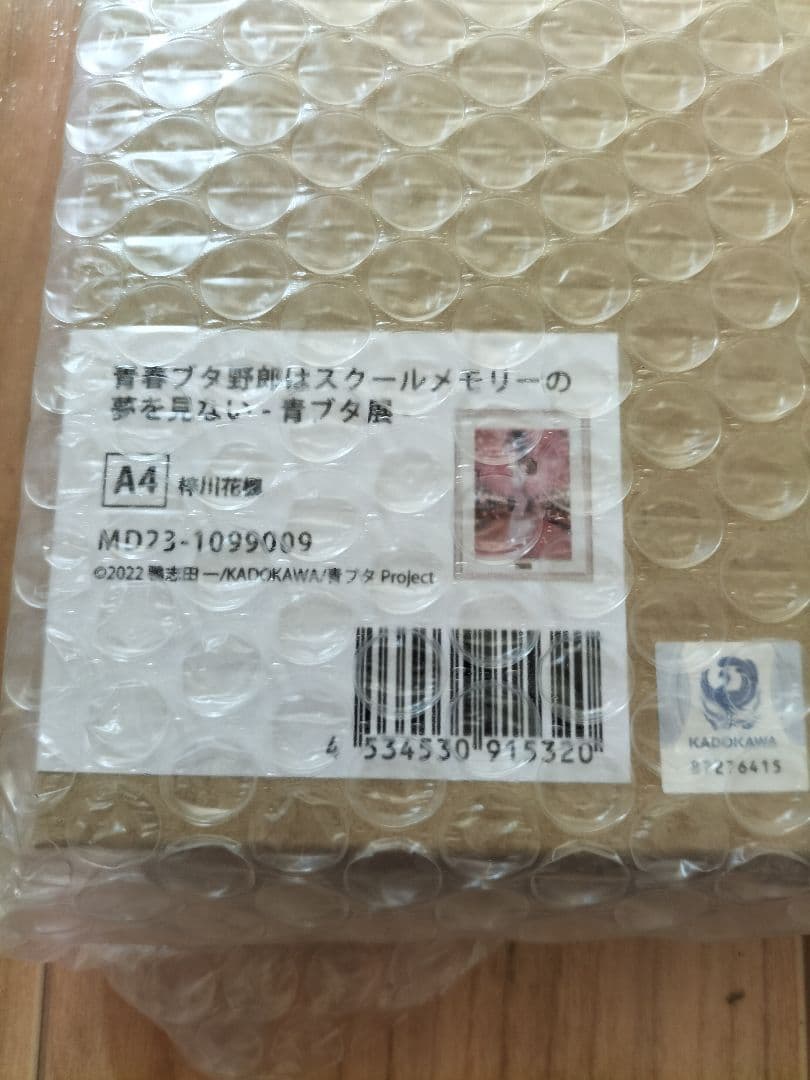 青春ブタ野郎はスクールメモリーの
夢を見ない - 青ブタ展
A4 梓川花楓
MD23-1099009
©2022 鴨志田 一/KADOKAWA/青ブタ Project
4 534530 915320
KADOKAWA